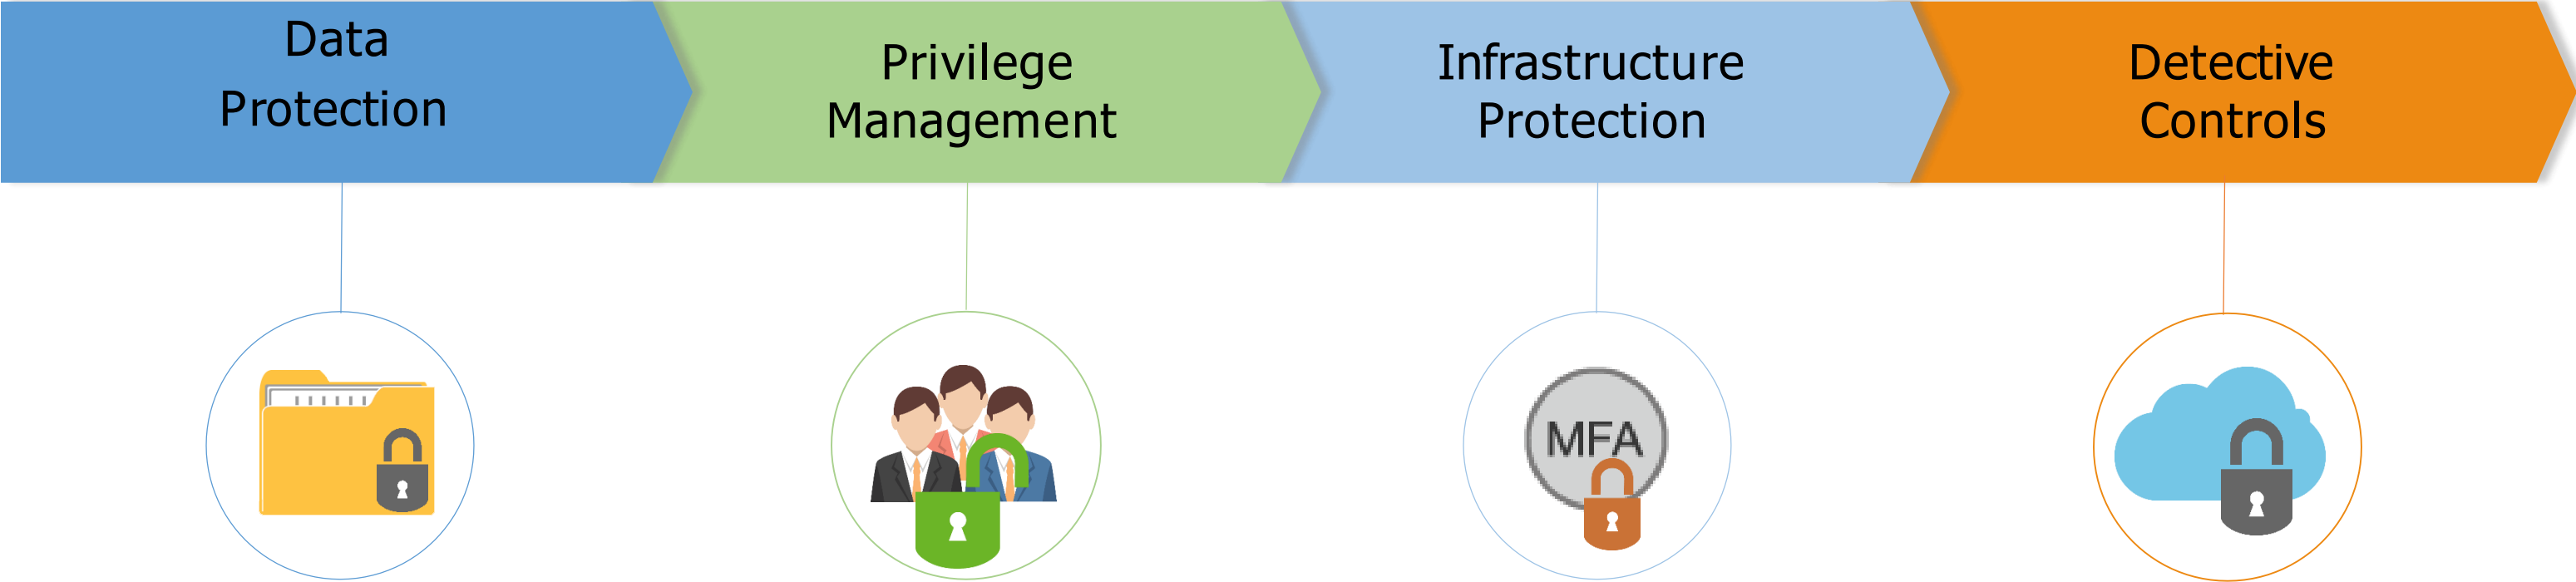 Data
Protection
Privilege
Management
Infrastructure
Protection
Detective
Controls
MFA